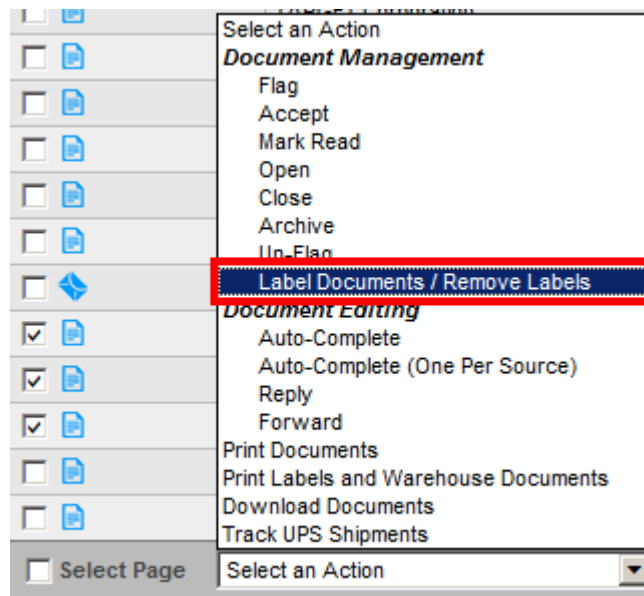 Select an Action
Document Management
Flag
Accept
Mark Read
Open
Close
Archive
Un-Flag
Label Documents / Remove Labels
Document Editing
Auto-Complete
Auto-Complete (One Per Source)
Reply
Forward
Print Documents
Print Labels and Warehouse Documents
Download Documents
Track UPS Shipments
Select Page
Select an Action